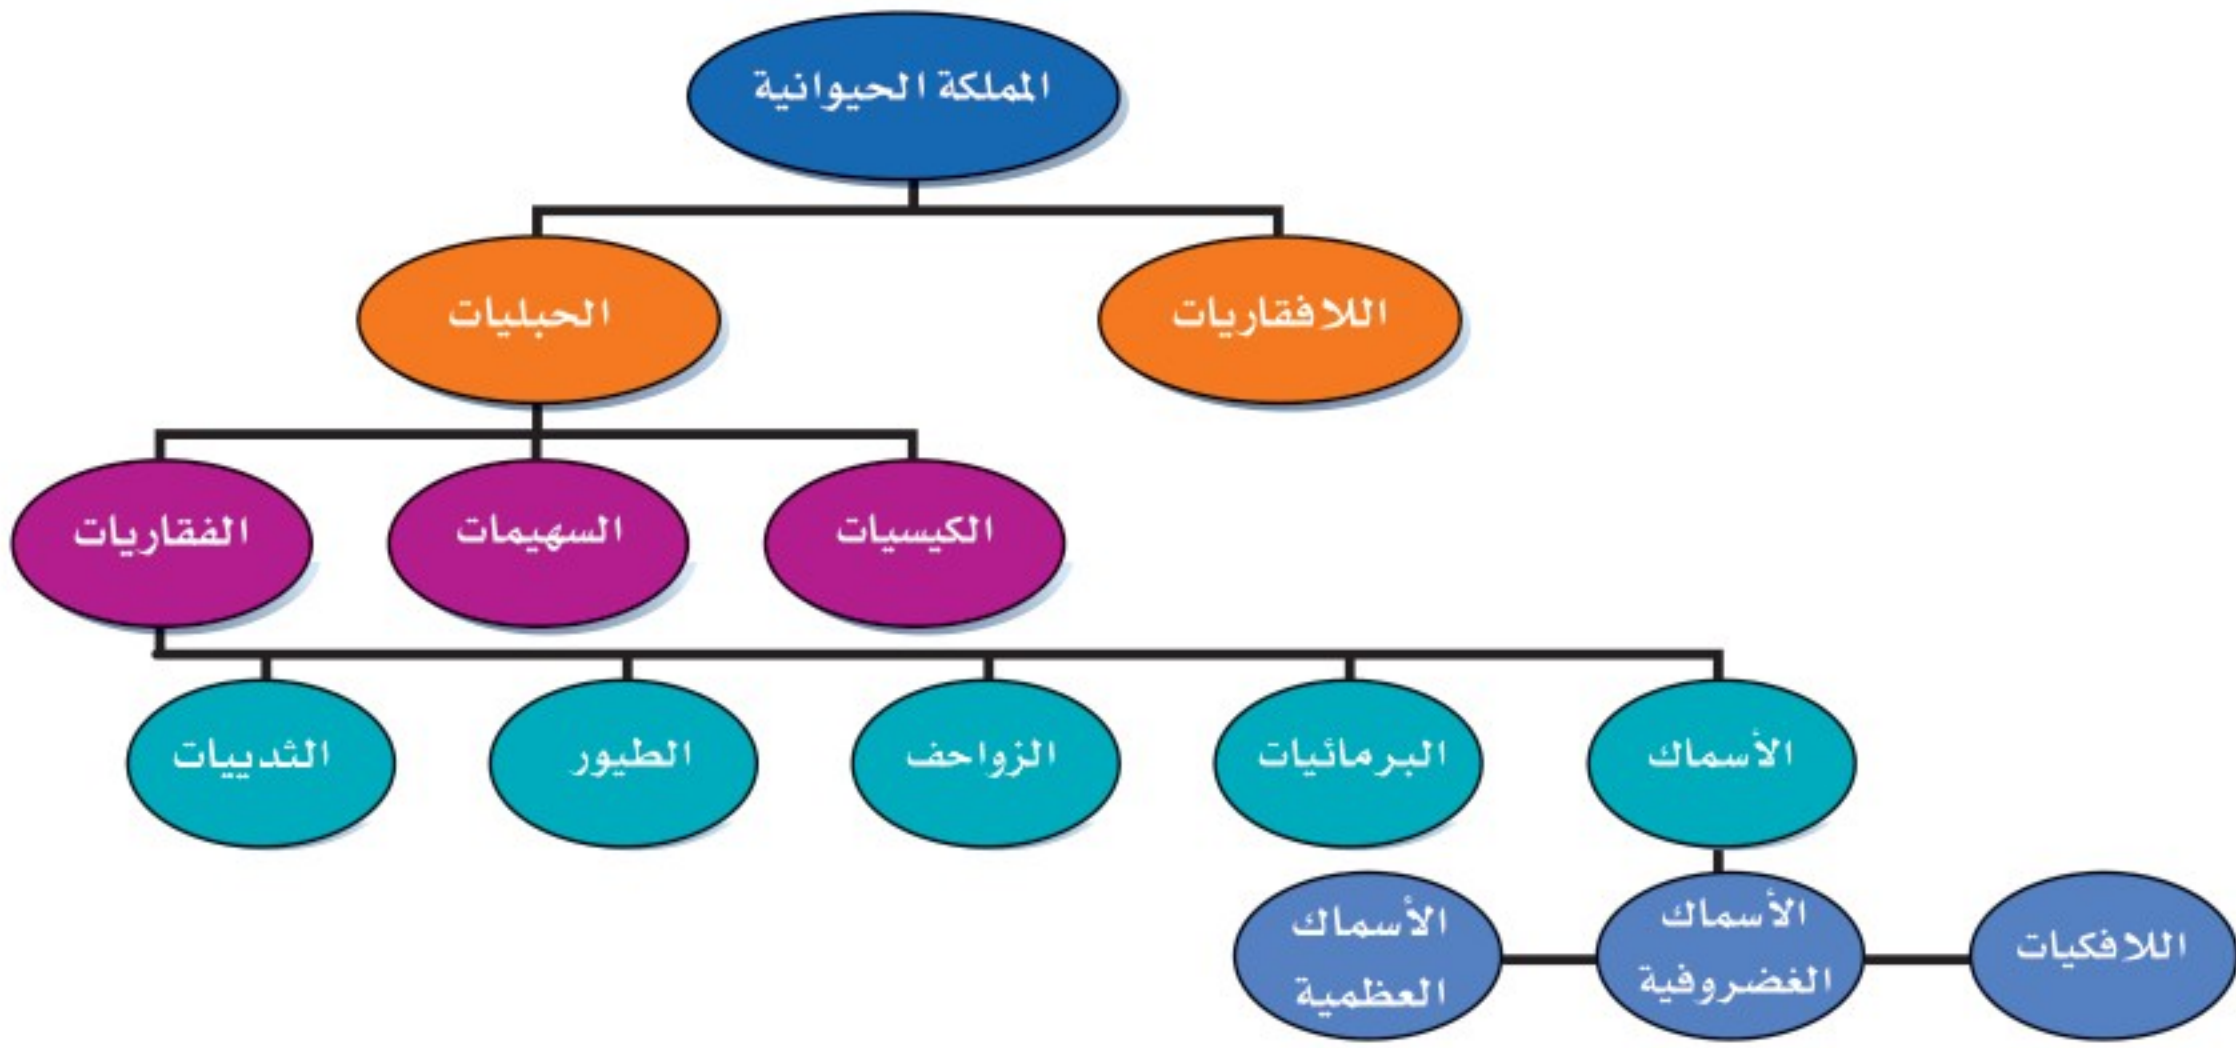 المملكة الحيوانية
اللافقاريات
الحبليات
الكيسيات
السهيمات
الفقاريات
الأسماك
البرمائيات
الزواحف
الطيور
الثدييات
اللافكيات
الأسماك
الغضروفية
الأسماك
العظمية